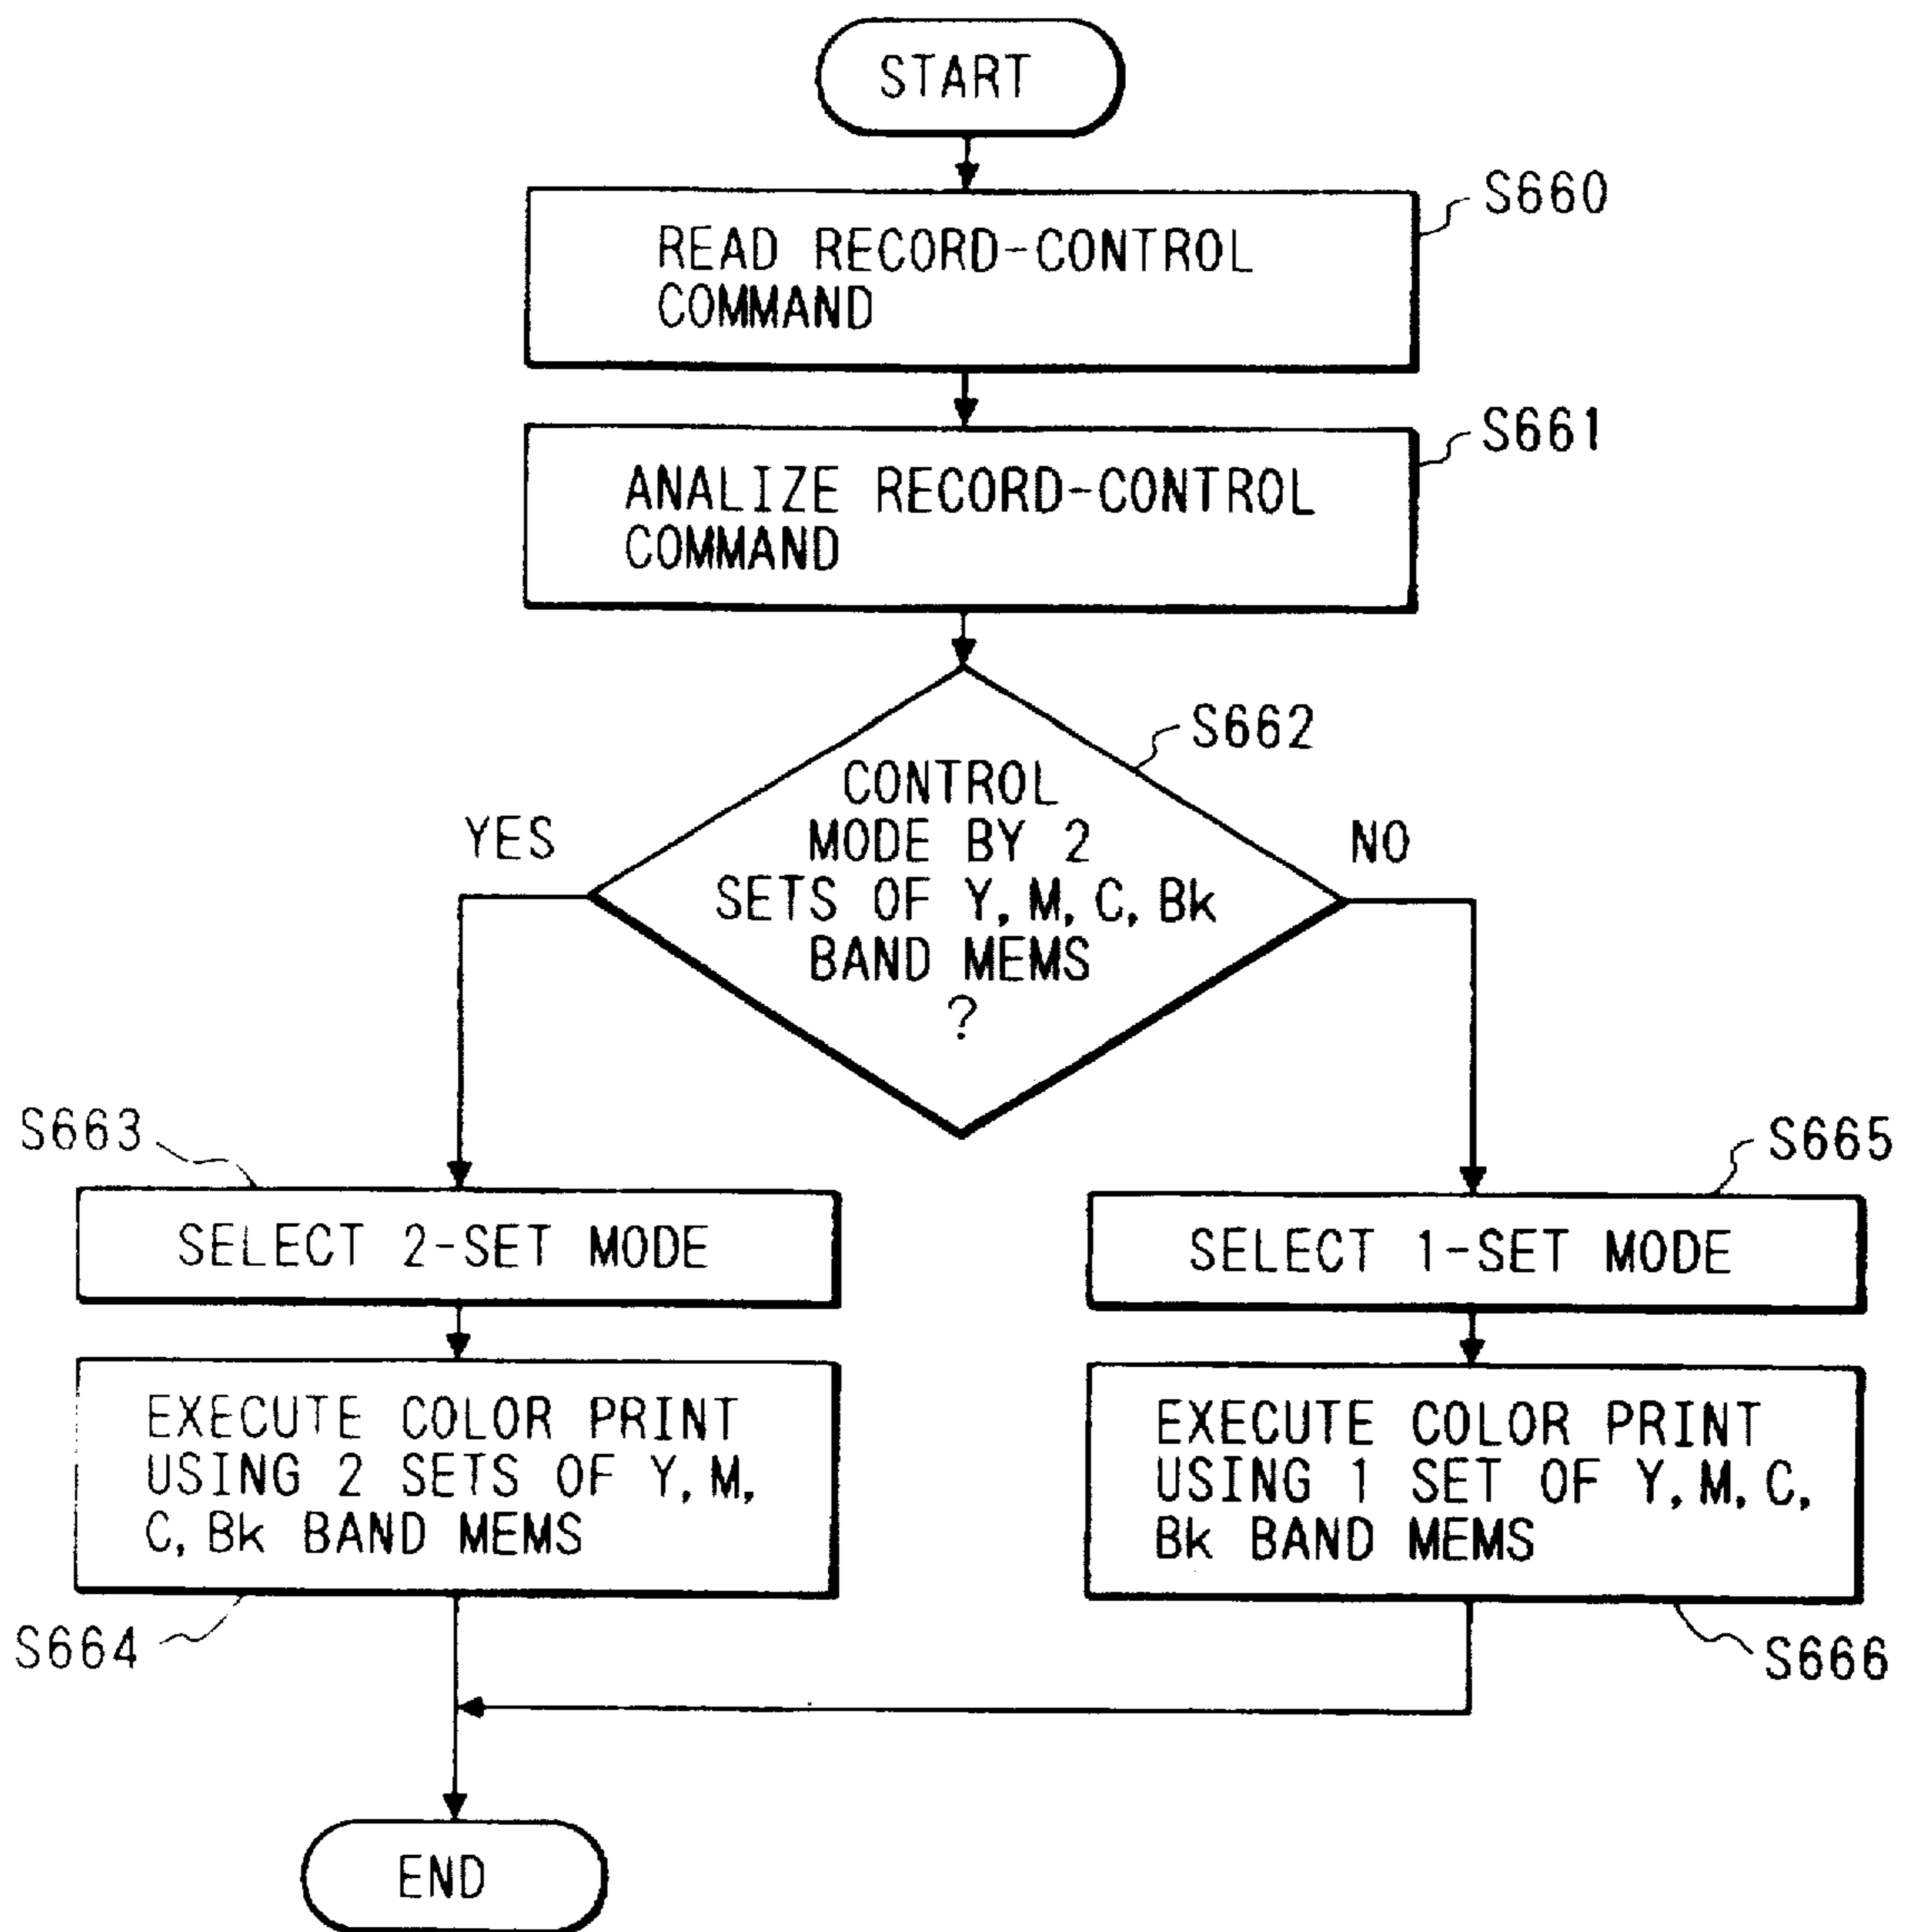 START
S660
READ RECORD-CONTROL
COMMAND
S661
ANALIZE RECORD-CONTROL
COMMAND
S662
CONTROL
MODE BY 2
SETS OF Y, M, C, Bk
BAND MEMS
?
YES
NO
S663
SELECT 2-SET MODE
S665
SELECT 1-SET MODE
EXECUTE COLOR PRINT
USING 2 SETS OF Y, M,
C, Bk BAND MEMS
S664
EXECUTE COLOR PRINT
USING 1 SET OF Y, M, C,
Bk BAND MEMS
S666
END